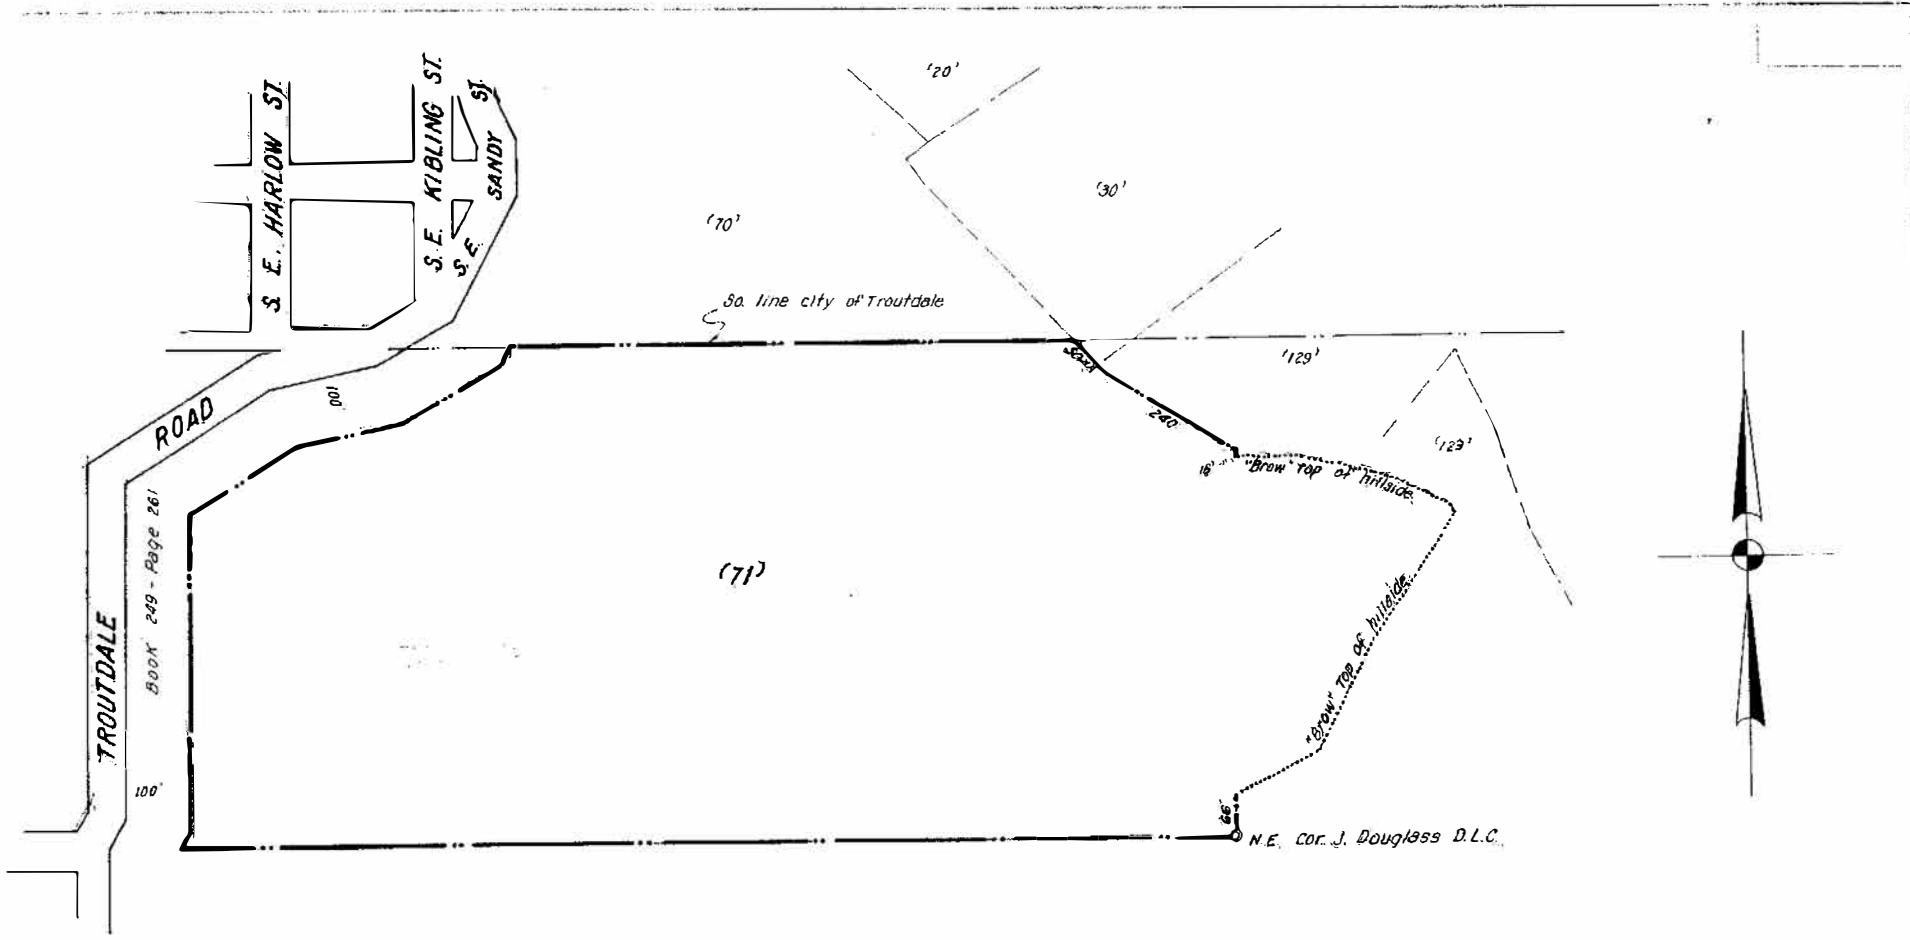 S. E. HARLOW ST.
S. E. KIBLING ST.
S. E. SANDY ST.
'20'
'30'
'70'
So. line city of Troutdale
'129'
240
'123'
16'
"Brow" top of hillside
100
ROAD
BOOK 249 - Page 261
(71)
"Brow" Top of hillside
TROUTDALE
100'
66'
N.E. Cor. J. Douglass D.L.C.